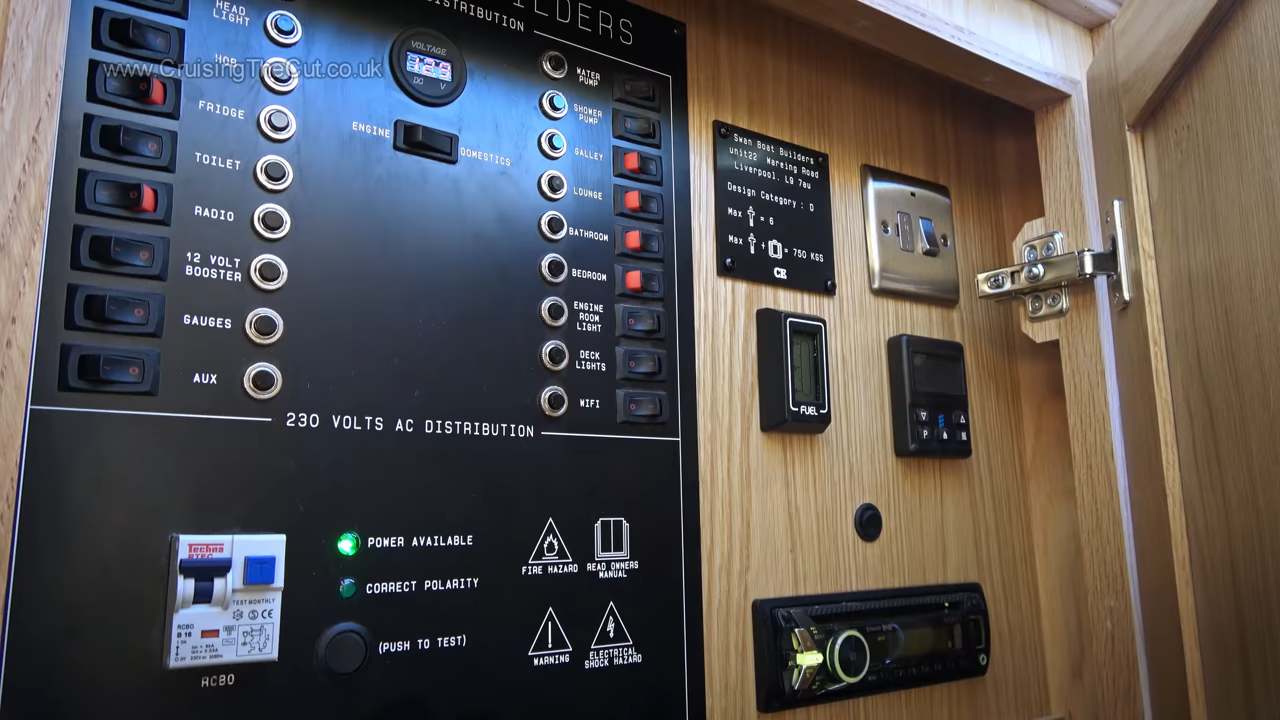 BUILDERS
DISTRIBUTION
www.CruisingTheCut.co.uk
HEAD
LIGHT
FRIDGE
TOILET
RADIO
12 VOLT
BOOSTER
GAUGES
AUX
VOLTAGE
DC V
ENGINE
DOMESTICS
WATER
PUMP
SHOWER
PUMP
GALLEY
LOUNGE
BATHROOM
BEDROOM
ENGINE
ROOM
LIGHT
DECK
LIGHTS
WIFI
230 VOLTS AC DISTRIBUTION
POWER AVAILABLE
CORRECT POLARITY
(PUSH TO TEST)
FIRE HAZARD
READ OWNERS
MANUAL
WARNING
ELECTRICAL
SHOCK HAZARD
Techna
TEST MONTHLY
RCBO
B 16
CE
RCBO
Swan Boat Builders
unit22 Wareing Road
Liverpool. L9 7au
Design Category : D
Max = 6
Max + = 750 KGS
CE
FUEL
P